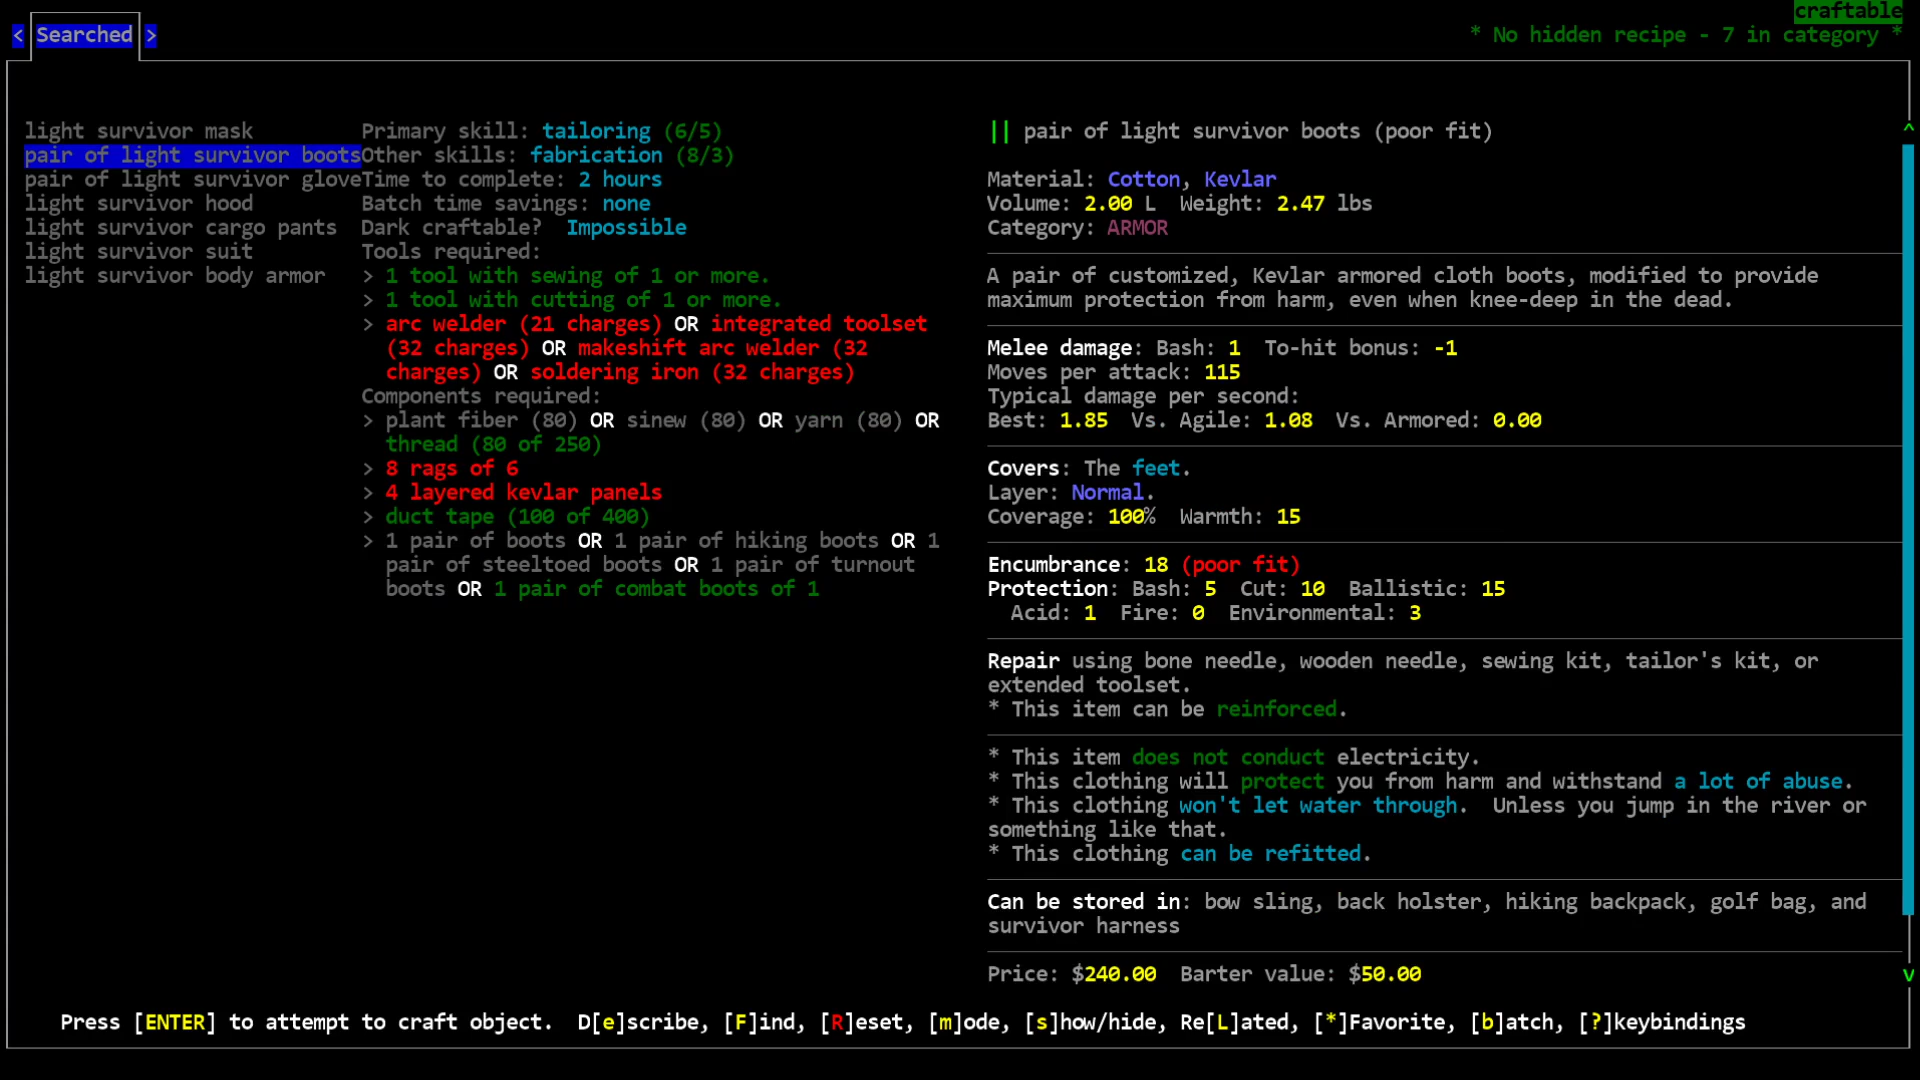 craftable
< Searched >
* No hidden recipe - 7 in category *
light survivor mask
pair of light survivor boots
pair of light survivor glove
light survivor hood
light survivor cargo pants
light survivor suit
light survivor body armor
Primary skill: tailoring (6/5)
Other skills: fabrication (8/3)
Time to complete: 2 hours
Batch time savings: none
Dark craftable?  Impossible
Tools required:
> 1 tool with sewing of 1 or more.
> 1 tool with cutting of 1 or more.
> arc welder (21 charges) OR integrated toolset
(32 charges) OR makeshift arc welder (32
charges) OR soldering iron (32 charges)
Components required:
> plant fiber (80) OR sinew (80) OR yarn (80) OR
thread (80 of 250)
> 8 rags of 6
> 4 layered kevlar panels
> duct tape (100 of 400)
> 1 pair of boots OR 1 pair of hiking boots OR 1
pair of steeltoed boots OR 1 pair of turnout
boots OR 1 pair of combat boots of 1
|| pair of light survivor boots (poor fit)
Material: Cotton, Kevlar
Volume: 2.00 L  Weight: 2.47 lbs
Category: ARMOR
A pair of customized, Kevlar armored cloth boots, modified to provide
maximum protection from harm, even when knee-deep in the dead.
Melee damage: Bash: 1  To-hit bonus: -1
Moves per attack: 115
Typical damage per second:
Best: 1.85  Vs. Agile: 1.08  Vs. Armored: 0.00
Covers: The feet.
Layer: Normal.
Coverage: 100%  Warmth: 15
Encumbrance: 18 (poor fit)
Protection: Bash: 5  Cut: 10  Ballistic: 15
Acid: 1  Fire: 0  Environmental: 3
Repair using bone needle, wooden needle, sewing kit, tailor's kit, or
extended toolset.
* This item can be reinforced.
* This item does not conduct electricity.
* This clothing will protect you from harm and withstand a lot of abuse.
* This clothing won't let water through.  Unless you jump in the river or
something like that.
* This clothing can be refitted.
Can be stored in: bow sling, back holster, hiking backpack, golf bag, and
survivor harness
Price: $240.00  Barter value: $50.00
^
v
Press [ENTER] to attempt to craft object.  D[e]scribe, [F]ind, [R]eset, [m]ode, [s]how/hide, Re[L]ated, [*]Favorite, [b]atch, [?]keybindings